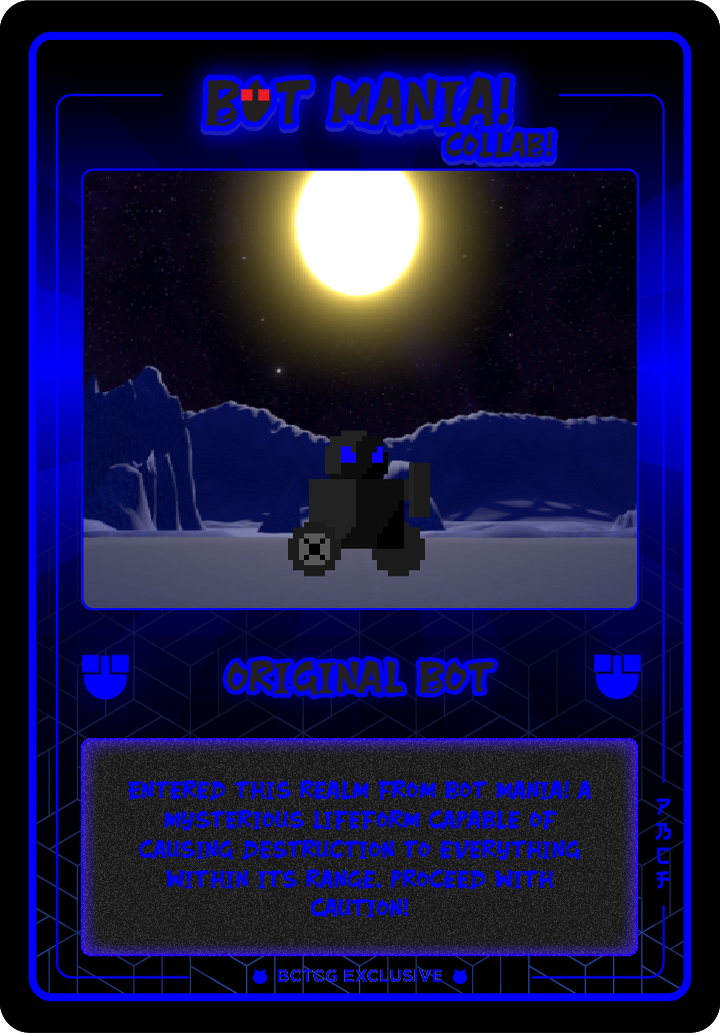 BOT MANIA!
COLLAB!
ORIGINAL BOT
ENTERED THIS REALM FROM BOT MANIA! A
MYSTERIOUS LIFEFORM CAPABLE OF
CAUSING DESTRUCTION TO EVERYTHING
WITHIN ITS RANGE. PROCEED WITH
CAUTION!
BCTCG EXCLUSIVE